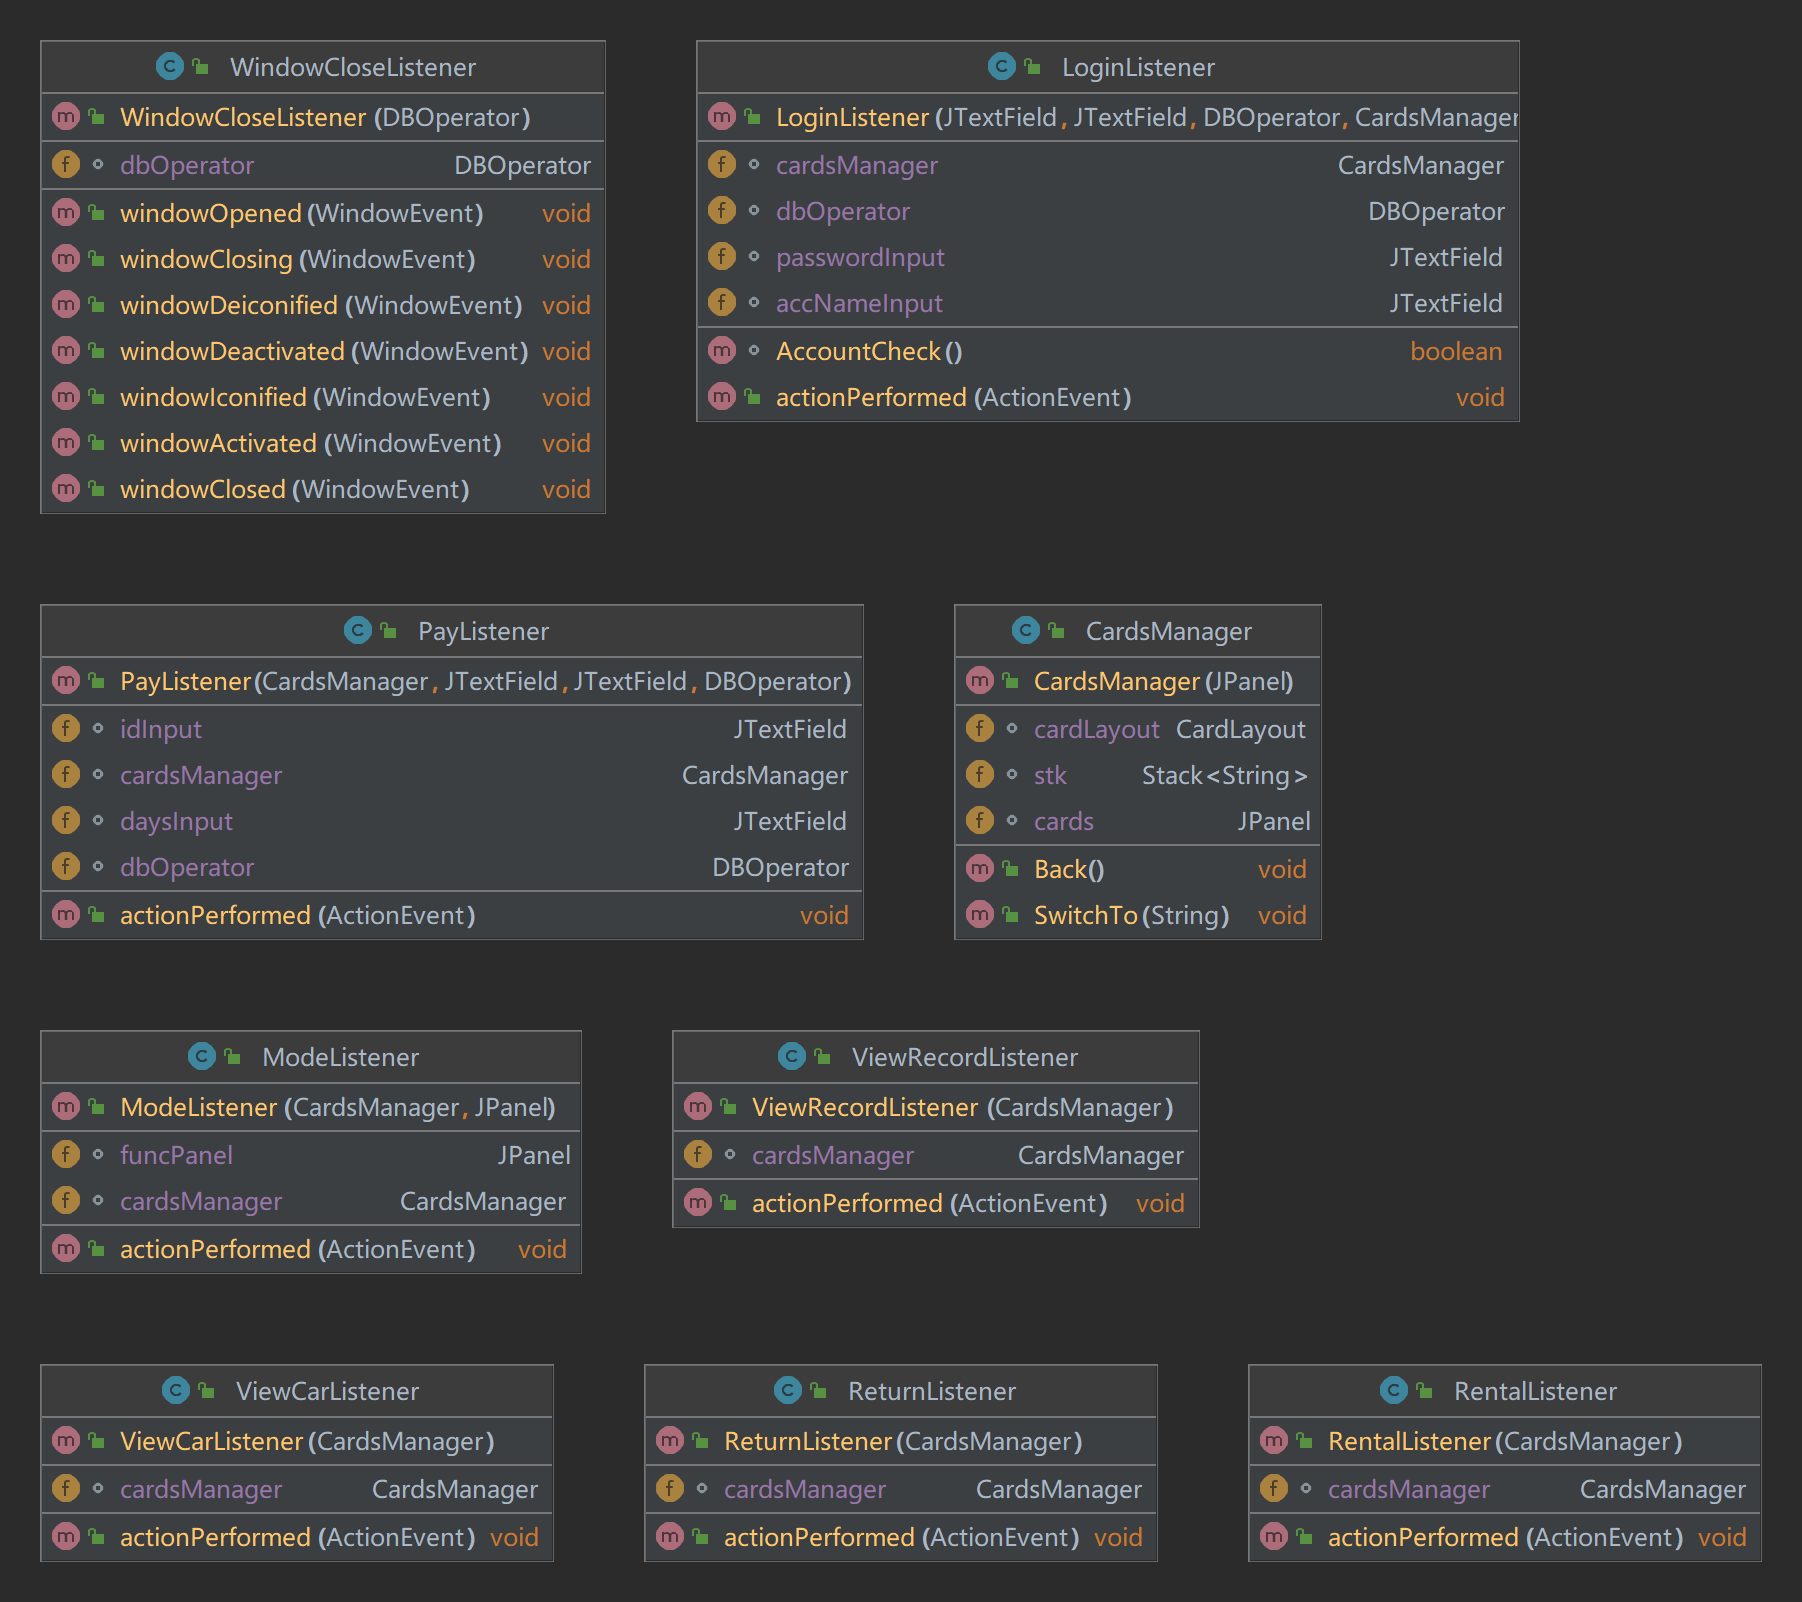 WindowCloseListener
WindowCloseListener(DBOperator)
dbOperator DBOperator
windowOpened(WindowEvent) void
windowClosing(WindowEvent) void
windowDeiconified(WindowEvent) void
windowDeactivated(WindowEvent) void
windowIconified(WindowEvent) void
windowActivated(WindowEvent) void
windowClosed(WindowEvent) void
LoginListener
LoginListener(JTextField, JTextField, DBOperator, CardsManager
cardsManager CardsManager
dbOperator DBOperator
passwordInput JTextField
accNameInput JTextField
AccountCheck() boolean
actionPerformed(ActionEvent) void
PayListener
PayListener(CardsManager, JTextField, JTextField, DBOperator)
idInput JTextField
cardsManager CardsManager
daysInput JTextField
dbOperator DBOperator
actionPerformed(ActionEvent) void
CardsManager
CardsManager(JPanel)
cardLayout CardLayout
stk Stack<String>
cards JPanel
Back() void
SwitchTo(String) void
ModeListener
ModeListener(CardsManager, JPanel)
funcPanel JPanel
cardsManager CardsManager
actionPerformed(ActionEvent) void
ViewRecordListener
ViewRecordListener(CardsManager)
cardsManager CardsManager
actionPerformed(ActionEvent) void
ViewCarListener
ViewCarListener(CardsManager)
cardsManager CardsManager
actionPerformed(ActionEvent) void
ReturnListener
ReturnListener(CardsManager)
cardsManager CardsManager
actionPerformed(ActionEvent) void
RentalListener
RentalListener(CardsManager)
cardsManager CardsManager
actionPerformed(ActionEvent) void